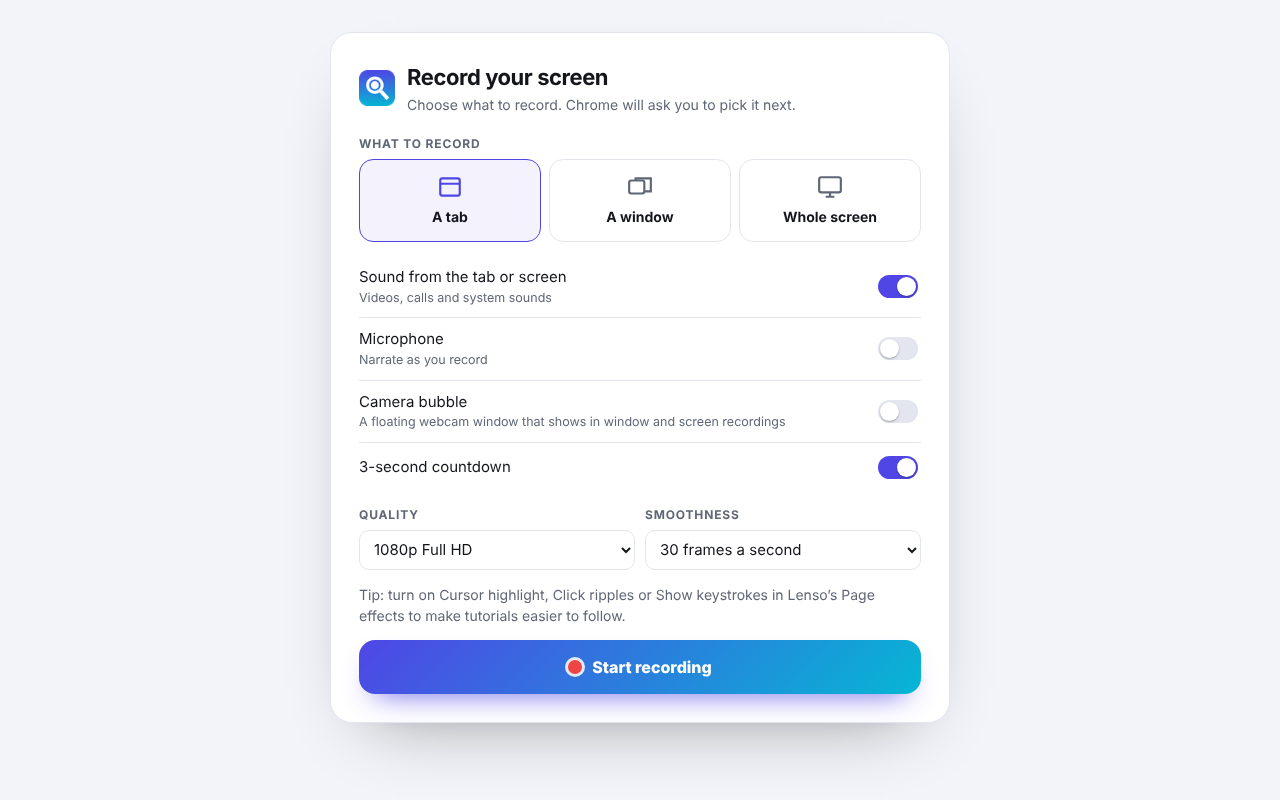 Record your screen
Choose what to record. Chrome will ask you to pick it next.
WHAT TO RECORD
A tab
A window
Whole screen
Sound from the tab or screen
Videos, calls and system sounds
Microphone
Narrate as you record
Camera bubble
A floating webcam window that shows in window and screen recordings
3-second countdown
QUALITY
SMOOTHNESS
1080p Full HD
30 frames a second
Tip: turn on Cursor highlight, Click ripples or Show keystrokes in Lenso’s Page
effects to make tutorials easier to follow.
Start recording